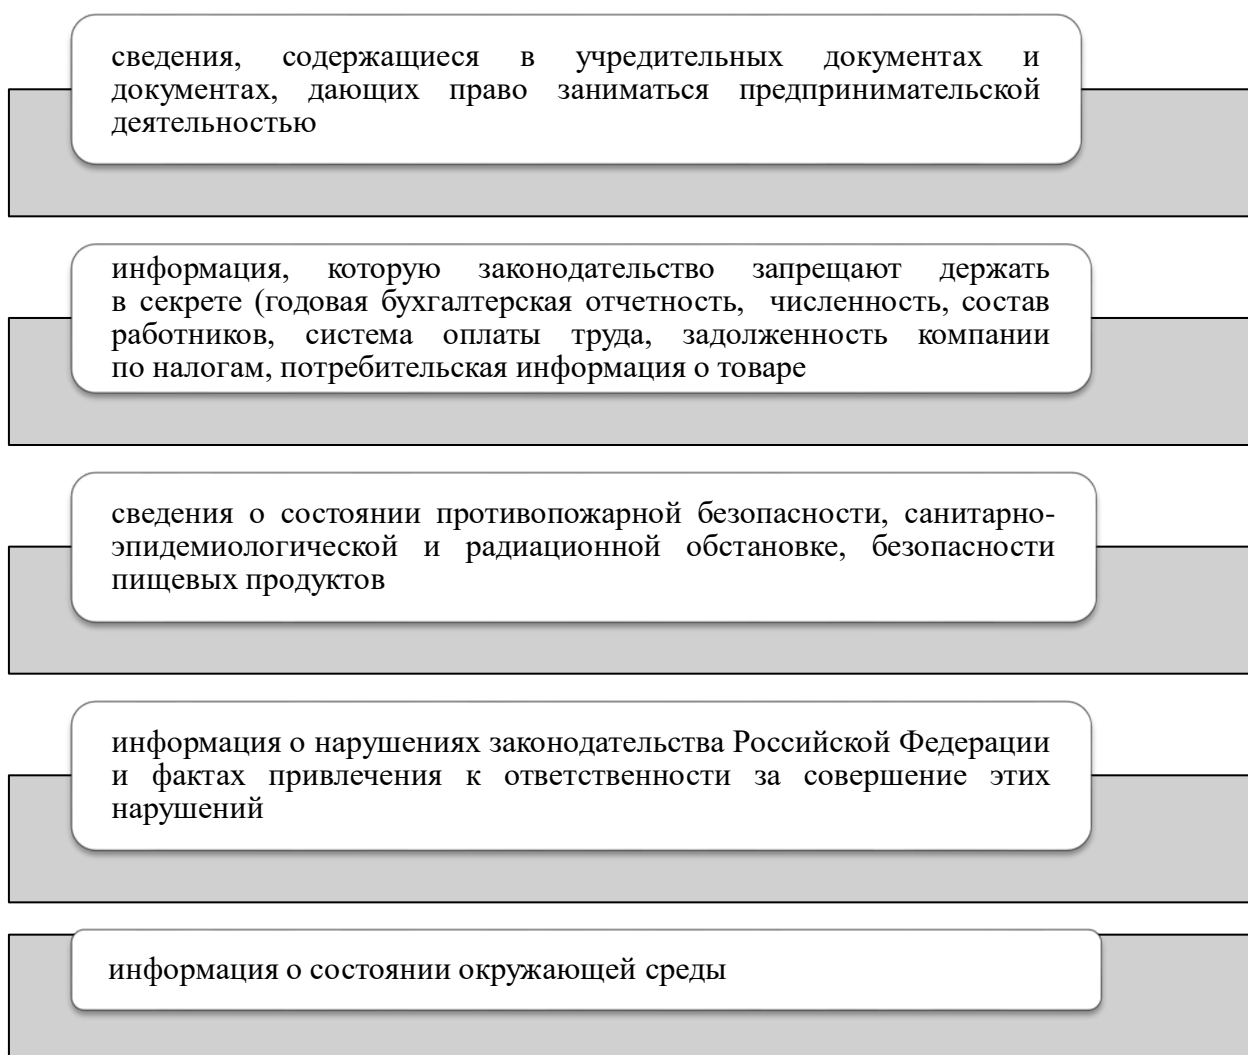 сведения, содержащиеся в учредительных документах и
документах, дающих право заниматься предпринимательской
деятельностью
информация, которую законодательство запрещают держать
в секрете (годовая бухгалтерская отчетность, численность, состав
работников, система оплаты труда, задолженность компании
по налогам, потребительская информация о товаре
сведения о состоянии противопожарной безопасности, санитарно-
эпидемиологической и радиационной обстановке, безопасности
пищевых продуктов
информация о нарушениях законодательства Российской Федерации
и фактах привлечения к ответственности за совершение этих
нарушений
информация о состоянии окружающей среды